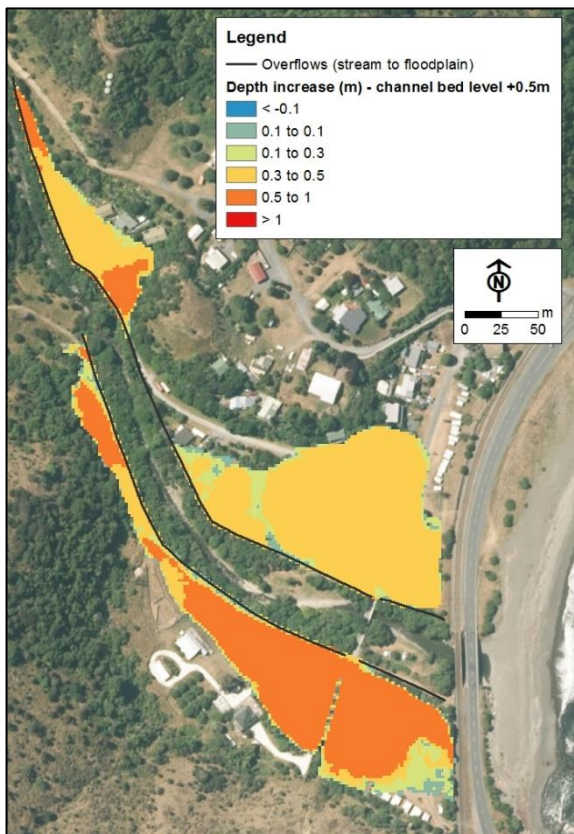 Legend
Overflows (stream to floodplain)
Depth increase (m) - channel bed level +0.5m
< -0.1
0.1 to 0.1
0.1 to 0.3
0.3 to 0.5
0.5 to 1
> 1
N
m
0 25 50